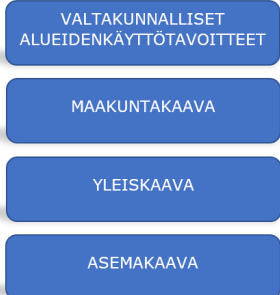 VALTAKUNNALLISET
ALUEIDENKÄYTTÖTAVOITTEET
MAAKUNTAKAAVA
YLEISKAAVA
ASEMAKAAVA